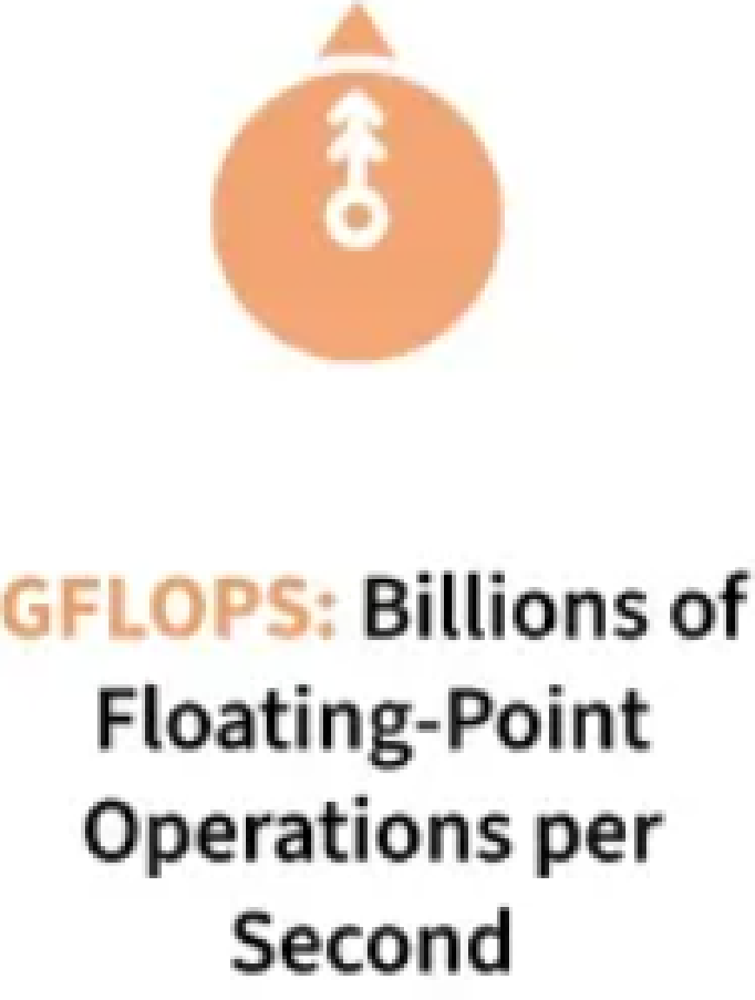 GFLOPS: Billions of
Floating-Point
Operations per
Second